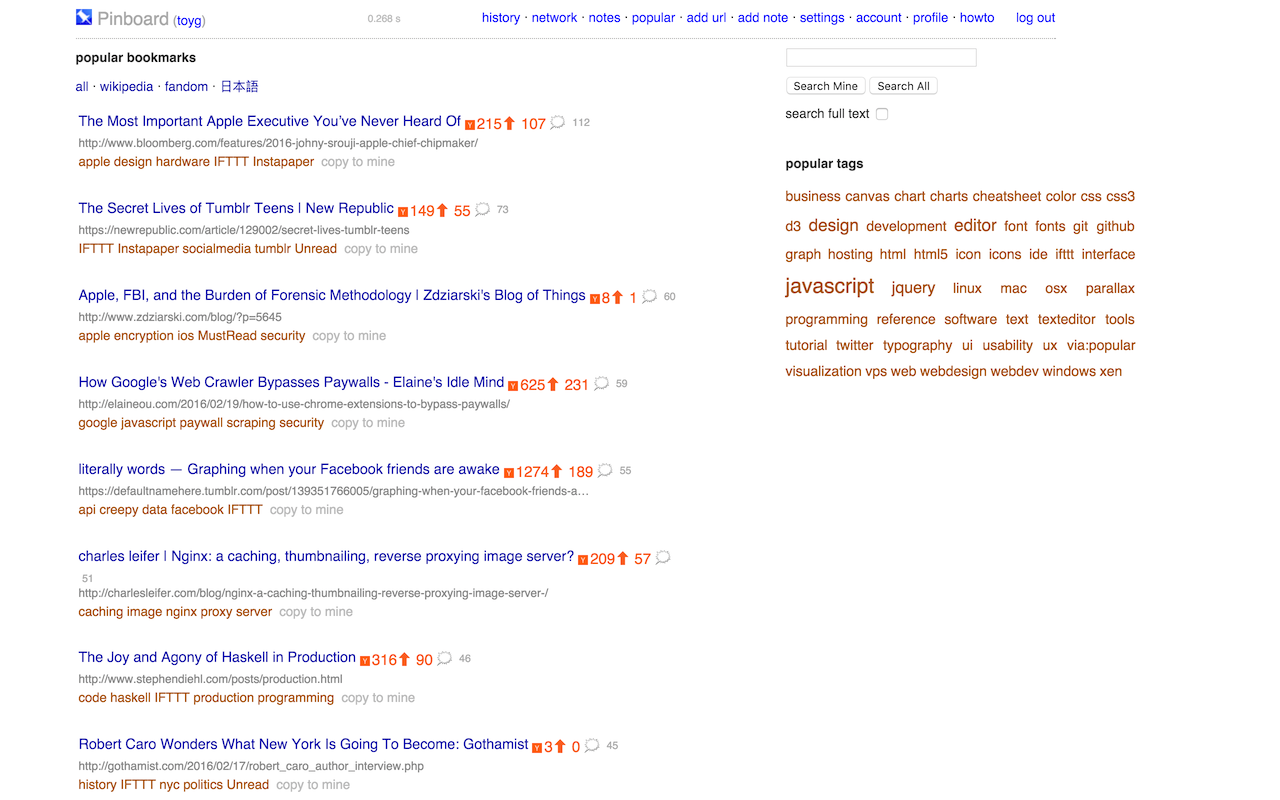 Pinboard (toyg) 0.268 s history · network · notes · popular · add url · add note · settings · account · profile · howto log out
popular bookmarks
all · wikipedia · fandom · 日本語
The Most Important Apple Executive You've Never Heard Of Y 215 107 112
http://www.bloomberg.com/features/2016-johny-srouji-apple-chief-chipmaker/
apple design hardware IFTTT Instapaper copy to mine
The Secret Lives of Tumblr Teens | New Republic Y 149 55 73
https://newrepublic.com/article/129002/secret-lives-tumblr-teens
IFTTT Instapaper socialmedia tumblr Unread copy to mine
Apple, FBI, and the Burden of Forensic Methodology | Zdziarski's Blog of Things Y 8 1 60
http://www.zdziarski.com/blog/?p=5645
apple encryption ios MustRead security copy to mine
How Google's Web Crawler Bypasses Paywalls - Elaine's Idle Mind Y 625 231 59
http://elaineou.com/2016/02/19/how-to-use-chrome-extensions-to-bypass-paywalls/
google javascript paywall scraping security copy to mine
literally words — Graphing when your Facebook friends are awake Y 1274 189 55
https://defaultnamehere.tumblr.com/post/139351766005/graphing-when-your-facebook-friends-a…
api creepy data facebook IFTTT copy to mine
charles leifer | Nginx: a caching, thumbnailing, reverse proxying image server? Y 209 57
51
http://charlesleifer.com/blog/nginx-a-caching-thumbnailing-reverse-proxying-image-server-/
caching image nginx proxy server copy to mine
The Joy and Agony of Haskell in Production Y 316 90 46
http://www.stephendiehl.com/posts/production.html
code haskell IFTTT production programming copy to mine
Robert Caro Wonders What New York Is Going To Become: Gothamist Y 3 0 45
http://gothamist.com/2016/02/17/robert_caro_author_interview.php
history IFTTT nyc politics Unread copy to mine
Search Mine Search All
search full text
popular tags
business canvas chart charts cheatsheet color css css3
d3 design development editor font fonts git github
graph hosting html html5 icon icons ide ifttt interface
javascript jquery linux mac osx parallax
programming reference software text texteditor tools
tutorial twitter typography ui usability ux via:popular
visualization vps web webdesign webdev windows xen